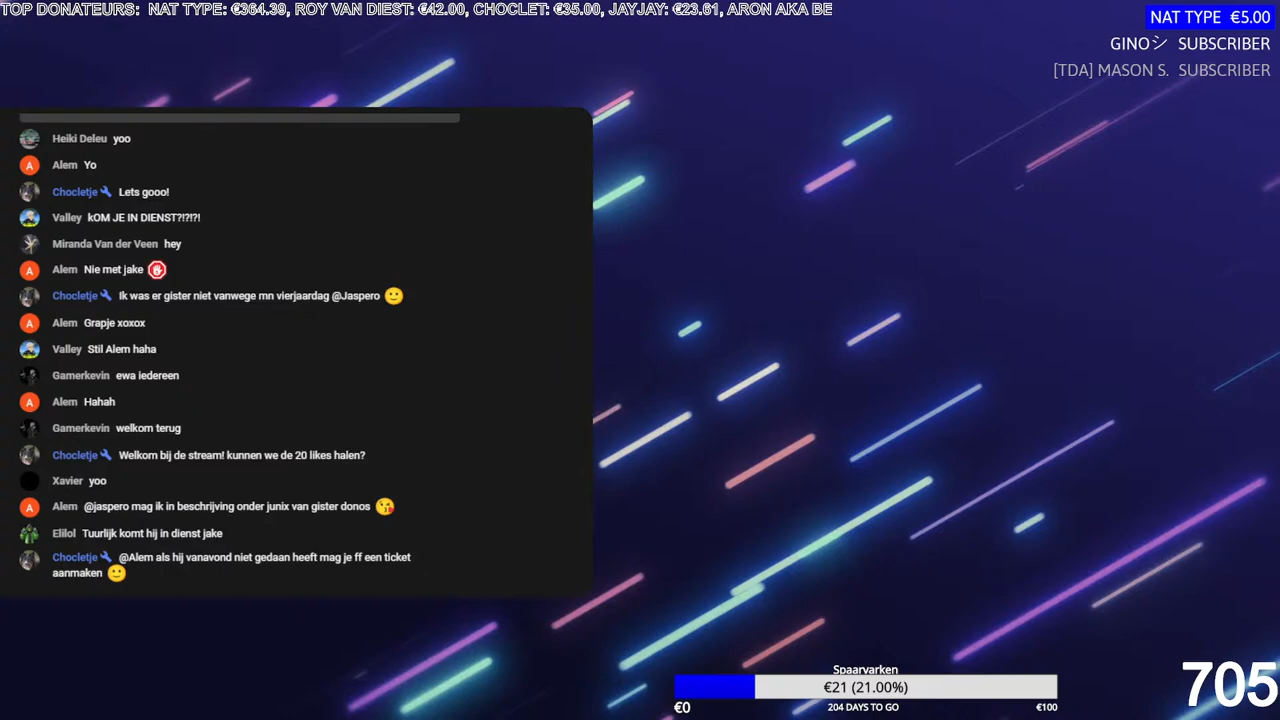 TOP DONATEURS: NAT TYPE: €364.39, ROY VAN DIEST: €42.00, CHOCLET: €35.00, JAYJAY: €23.61, ARON AKA BE
NAT TYPE €5.00
GINOシ SUBSCRIBER
[TDA] MASON S. SUBSCRIBER
Heiki Deleu yoo
A Alem Yo
Chocletje Lets gooo!
Valley kOM JE IN DIENST?!?!?!
Miranda Van der Veen hey
A Alem Nie met jake
Chocletje Ik was er gister niet vanwege mn vierjaardag @Jaspero 🙂
A Alem Grapje xoxox
Valley Stil Alem haha
Gamerkevin ewa iedereen
A Alem Hahah
Gamerkevin welkom terug
Chocletje Welkom bij de stream! kunnen we de 20 likes halen?
Xavier yoo
A Alem @jaspero mag ik in beschrijving onder junix van gister donos 😘
Elilol Tuurlijk komt hij in dienst jake
Chocletje @Alem als hij vanavond niet gedaan heeft mag je ff een ticket
aanmaken 🙂
Spaarvarken
€21 (21.00%)
€0 204 DAYS TO GO €100
705